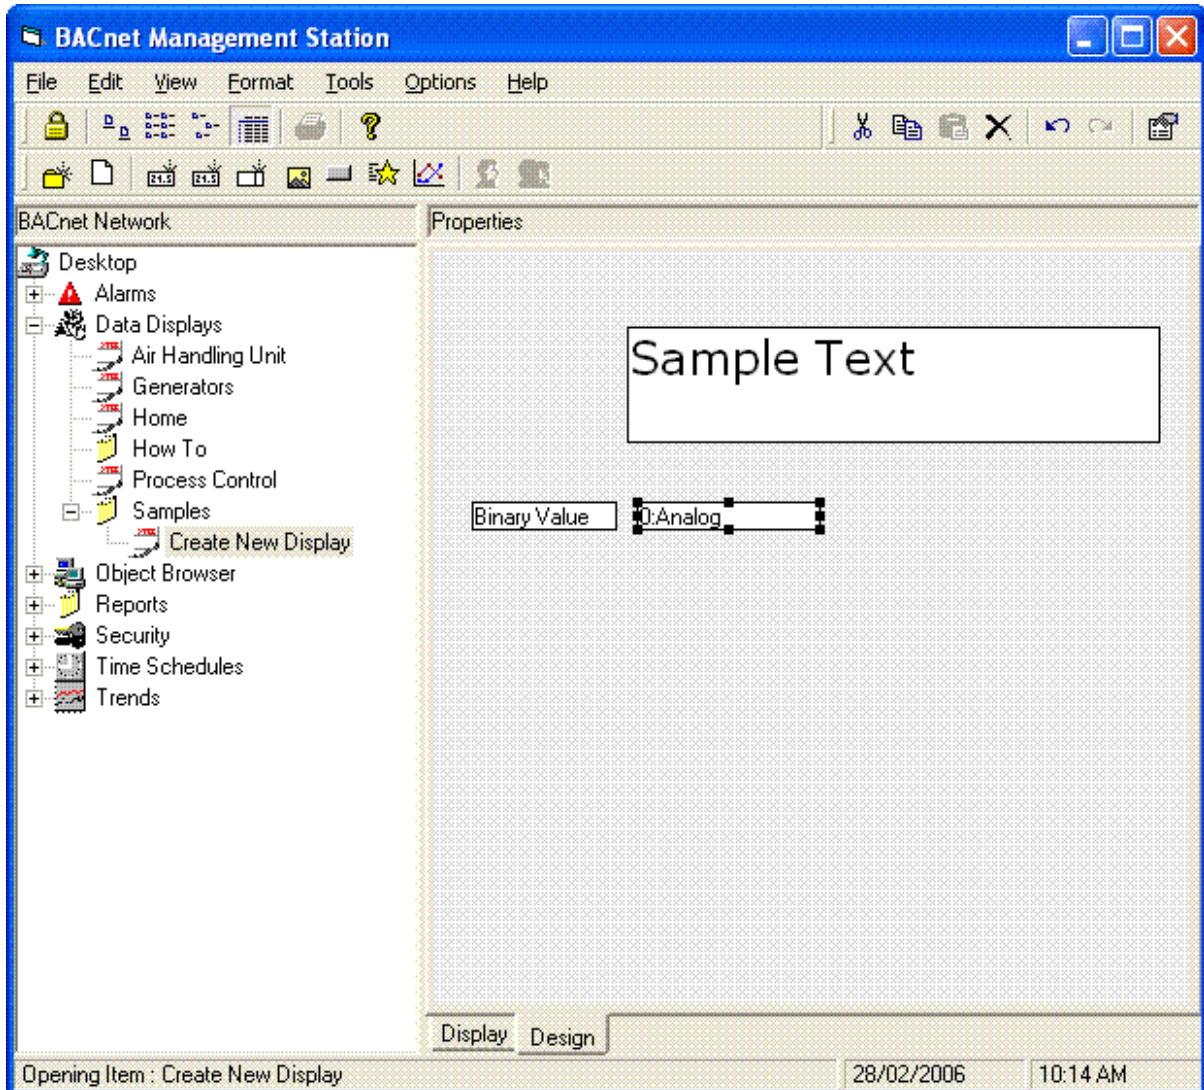 BACnet Management Station
File Edit View Format Tools Options Help
BACnet Network
Properties
Desktop
Alarms
Data Displays
Air Handling Unit
Generators
Home
How To
Process Control
Samples
Create New Display
Object Browser
Reports
Security
Time Schedules
Trends
Sample Text
Binary Value
0:Analog
Display Design
Opening Item : Create New Display
28/02/2006
10:14 AM